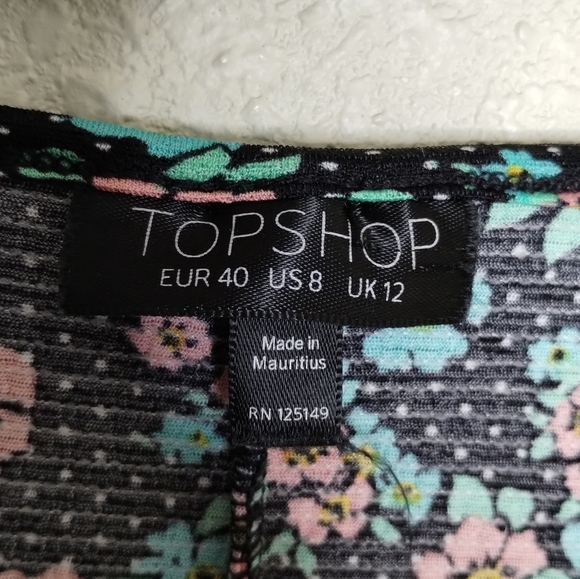 TOPSHOP
EUR 40 US 8 UK 12
Made in
Mauritius
RN 125149